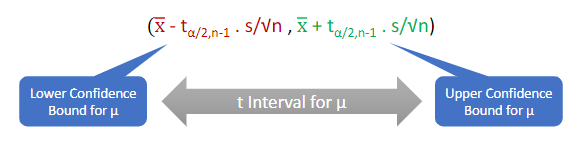 (x̅ - tα/2,n-1 . s/√n , x̅ + tα/2,n-1 . s/√n)
Lower Confidence
Bound for µ
t Interval for µ
Upper Confidence
Bound for µ